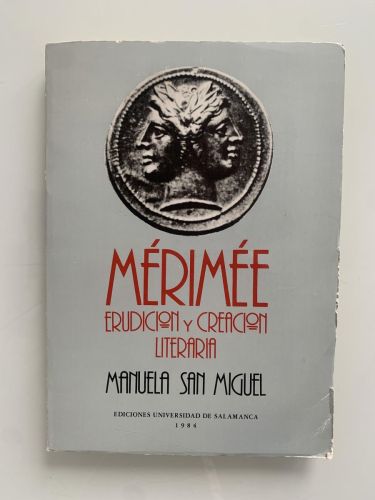 MÉRIMÉE
ERUDICION Y CREACION
LITERARIA
MANUELA SAN MIGUEL
EDICIONES UNIVERSIDAD DE SALAMANCA
1984